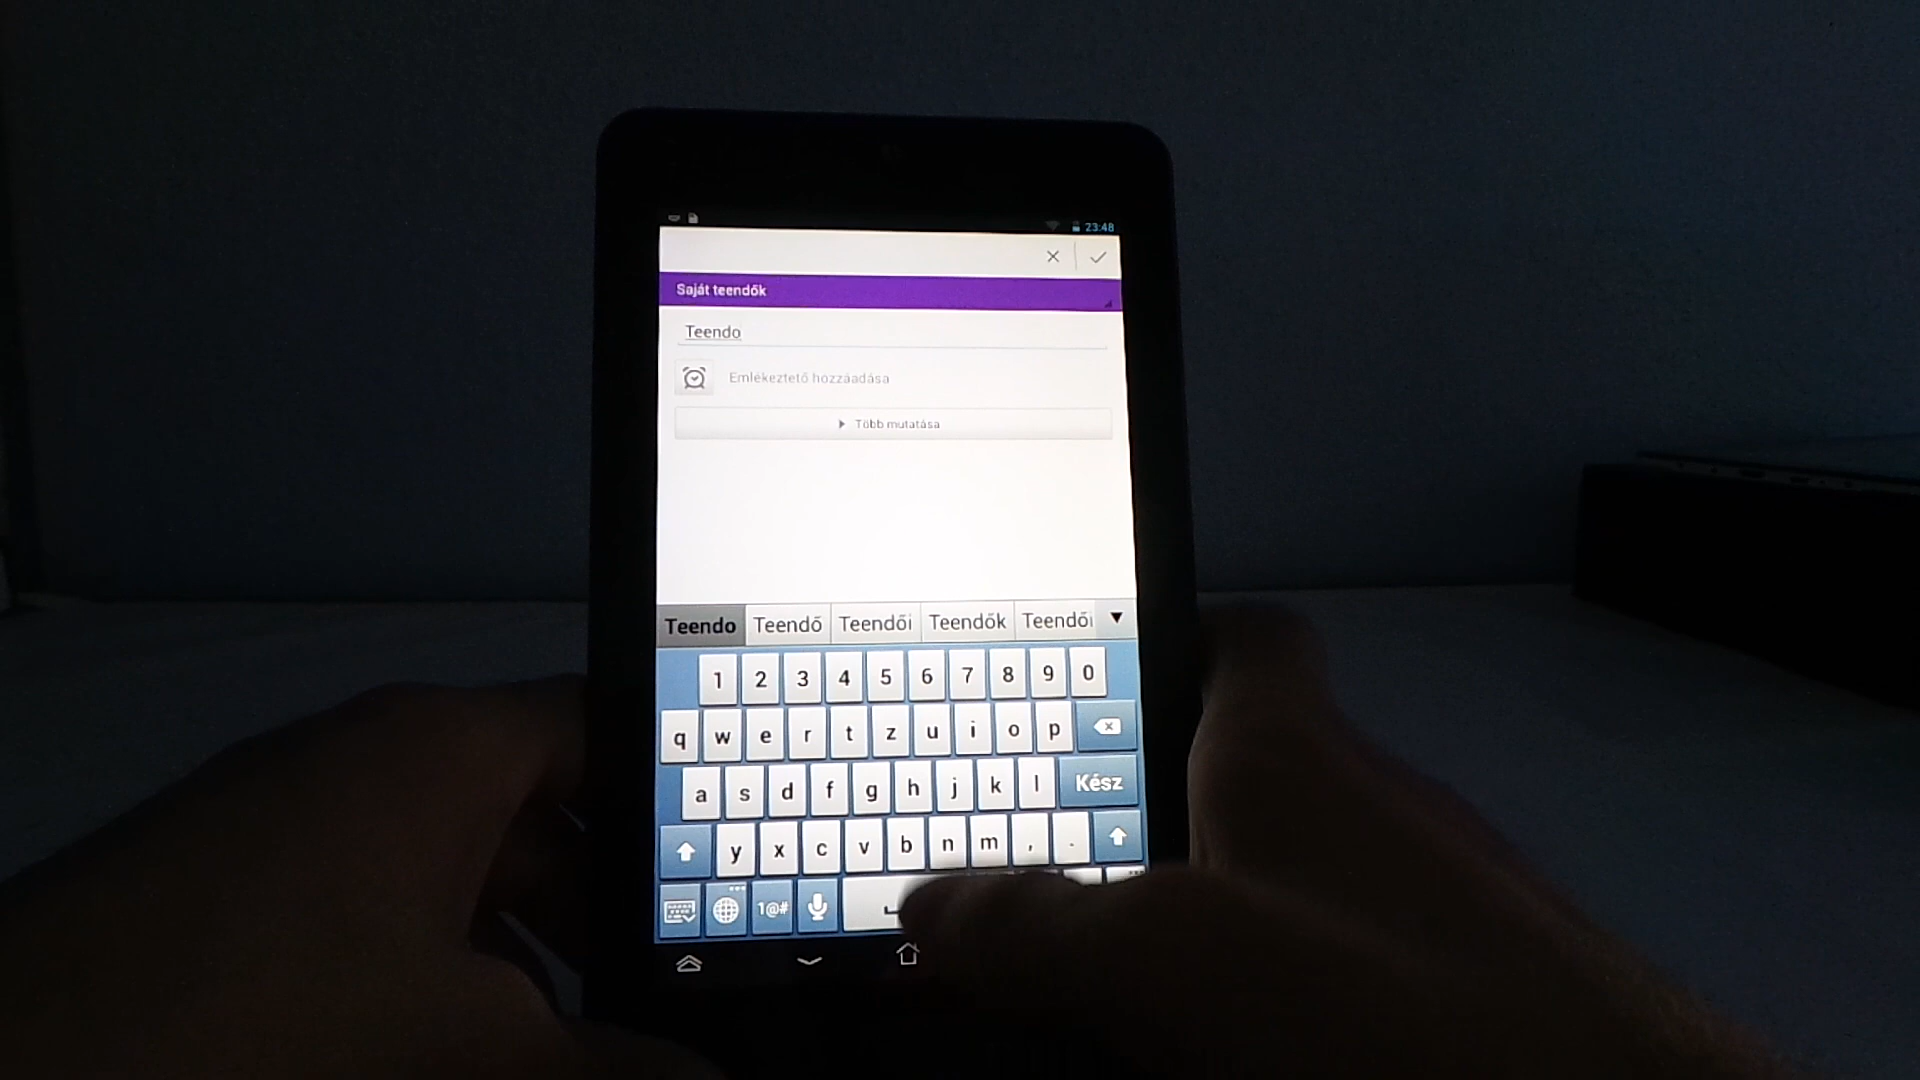 23:48
Saját teendők
Teendo
Emlékeztető hozzáadása
Több mutatása
Teendo Teendő Teendői Teendők
1 2 3 4 5 6 7 8 9 0
q w e r t z u i o p
a s d f g h j k l Kész
y x c v b n m , .
1@#